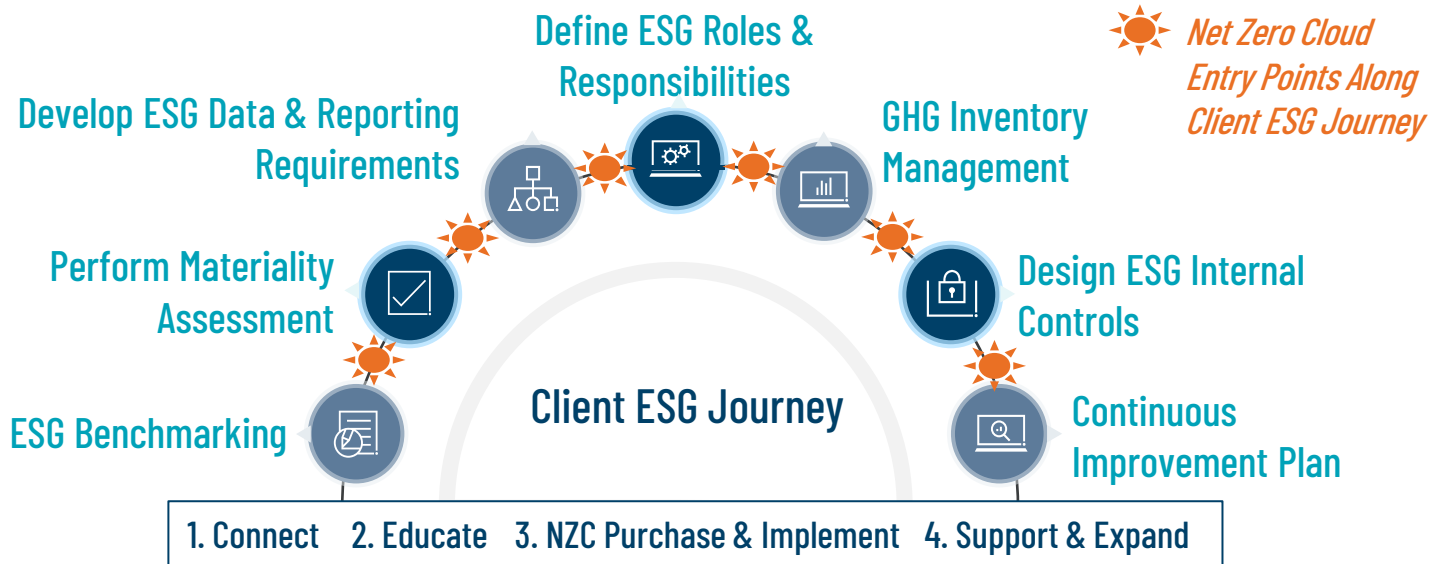 Define ESG Roles &
Responsibilities
Net Zero Cloud
Entry Points Along
Client ESG Journey
Develop ESG Data & Reporting
Requirements
GHG Inventory
Management
Perform Materiality
Assessment
Design ESG Internal
Controls
ESG Benchmarking
Client ESG Journey
Continuous
Improvement Plan
1. Connect 2. Educate 3. NZC Purchase & Implement 4. Support & Expand